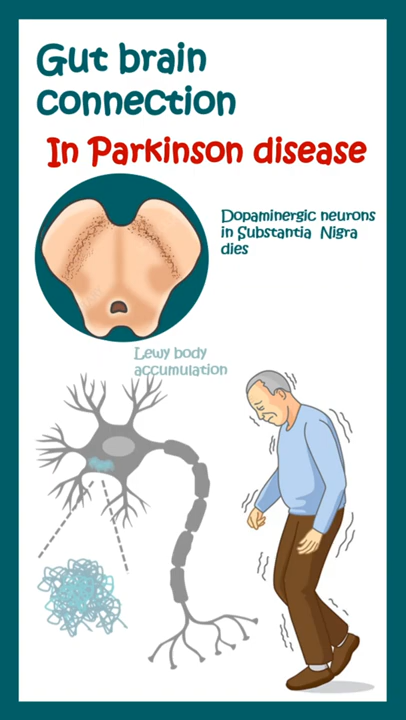 Gut brain
connection
In Parkinson disease
Dopaminergic neurons
in Substantia Nigra
dies
Lewy body
accumulation